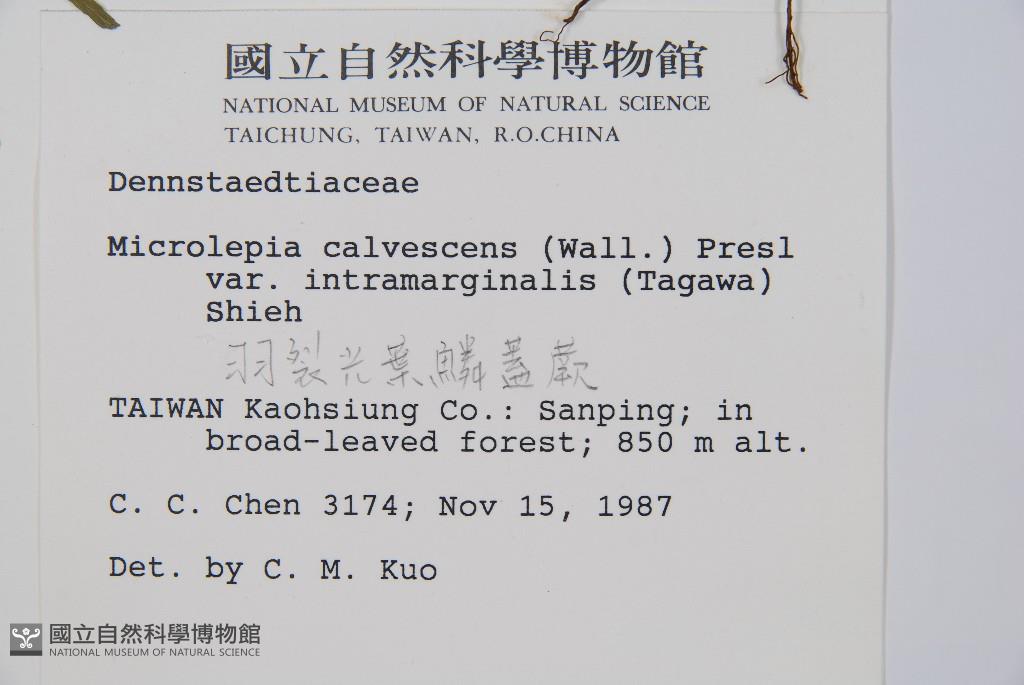 國立自然科學博物館
NATIONAL MUSEUM OF NATURAL SCIENCE
TAICHUNG, TAIWAN, R.O.CHINA
Dennstaedtiaceae
Microlepia calvescens (Wall.) Presl
var. intramarginalis (Tagawa)
Shieh
羽裂光葉鱗蓋蕨
TAIWAN Kaohsiung Co.: Sanping; in
broad-leaved forest; 850 m alt.
C. C. Chen 3174; Nov 15, 1987
Det. by C. M. Kuo
國立自然科學博物館
NATIONAL MUSEUM OF NATURAL SCIENCE